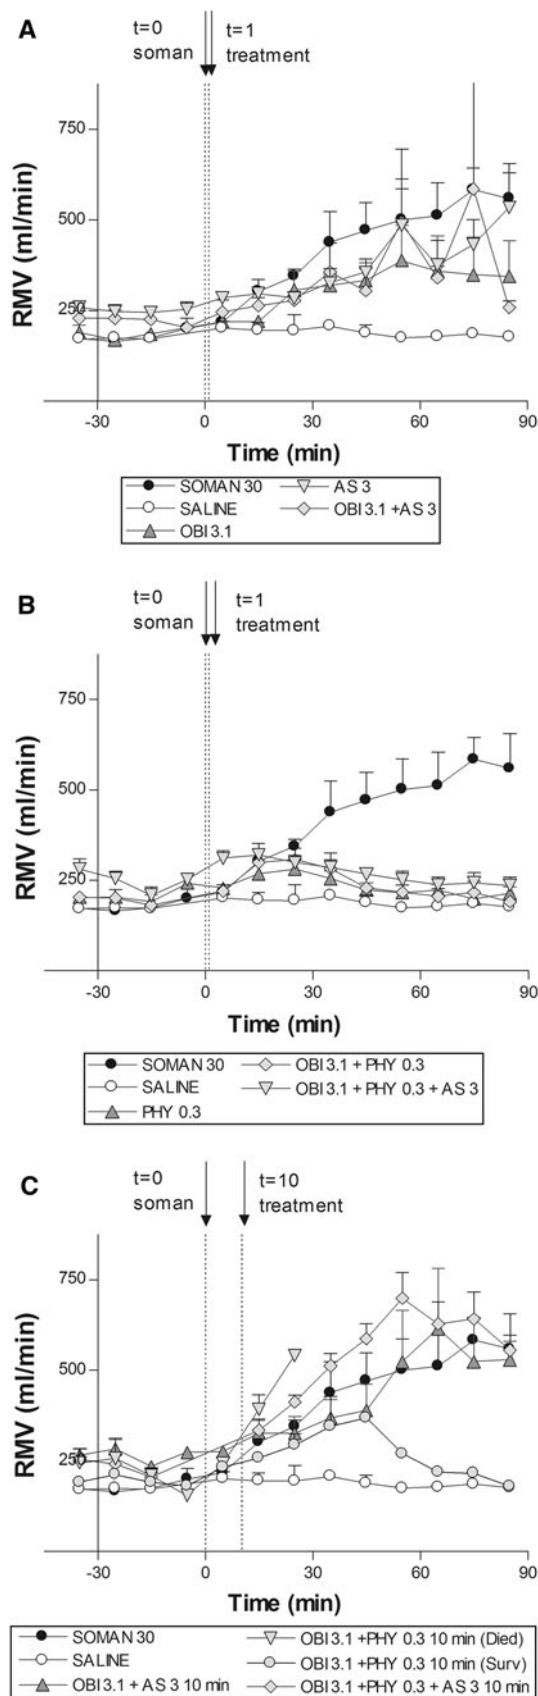 A
t=0
soman
t=1
treatment
750
500
250
RMV (ml/min)
-30 0 30 60 90
Time (min)
SOMAN 30
AS 3
SALINE
OBI 3.1 +AS 3
OBI 3.1
B
t=0
soman
t=1
treatment
750
500
250
RMV (ml/min)
-30 0 30 60 90
Time (min)
SOMAN 30
OBI 3.1 + PHY 0.3
SALINE
OBI 3.1 + PHY 0.3 + AS 3
PHY 0.3
C
t=0
soman
t=10
treatment
750
500
250
RMV (ml/min)
-30 0 30 60 90
Time (min)
SOMAN 30
OBI 3.1 +PHY 0.3 10 min (Died)
SALINE
OBI 3.1 +PHY 0.3 10 min (Surv)
OBI 3.1 + AS 3 10 min
OBI 3.1 +PHY 0.3 + AS 3 10 min